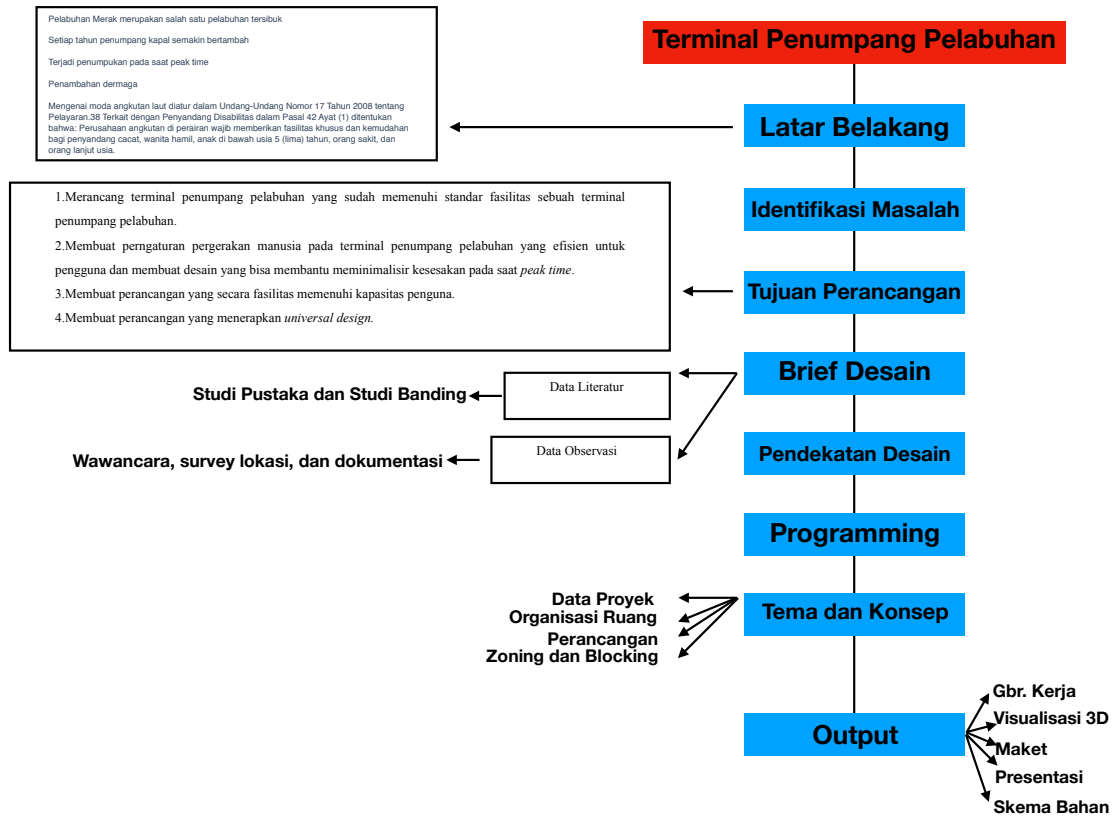 Terminal Penumpang Pelabuhan
Pelabuhan Merak merupakan salah satu pelabuhan tersibuk
Setiap tahun penumpang kapal semakin bertambah
Terjadi penumpukan pada saat peak time
Penambahan dermaga
Mengenai moda angkutan laut diatur dalam Undang-Undang Nomor 17 Tahun 2008 tentang
Pelayaran.38 Terkait dengan Penyandang Disabilitas dalam Pasal 42 Ayat (1) ditentukan
bahwa: Perusahaan angkutan di perairan wajib memberikan fasilitas khusus dan kemudahan
bagi penyandang cacat, wanita hamil, anak di bawah usia 5 (lima) tahun, orang sakit, dan
orang lanjut usia.
Latar Belakang
Identifikasi Masalah
1.Merancang terminal penumpang pelabuhan yang sudah memenuhi standar fasilitas sebuah terminal
penumpang pelabuhan.
2.Membuat perngaturan pergerakan manusia pada terminal penumpang pelabuhan yang efisien untuk
pengguna dan membuat desain yang bisa membantu meminimalisir kesesakan pada saat peak time.
3.Membuat perancangan yang secara fasilitas memenuhi kapasitas penguna.
4.Membuat perancangan yang menerapkan universal design.
Tujuan Perancangan
Brief Desain
Data Literatur
Studi Pustaka dan Studi Banding
Data Observasi
Wawancara, survey lokasi, dan dokumentasi
Pendekatan Desain
Programming
Tema dan Konsep
Data Proyek
Organisasi Ruang
Perancangan
Zoning dan Blocking
Output
Gbr. Kerja
Visualisasi 3D
Maket
Presentasi
Skema Bahan